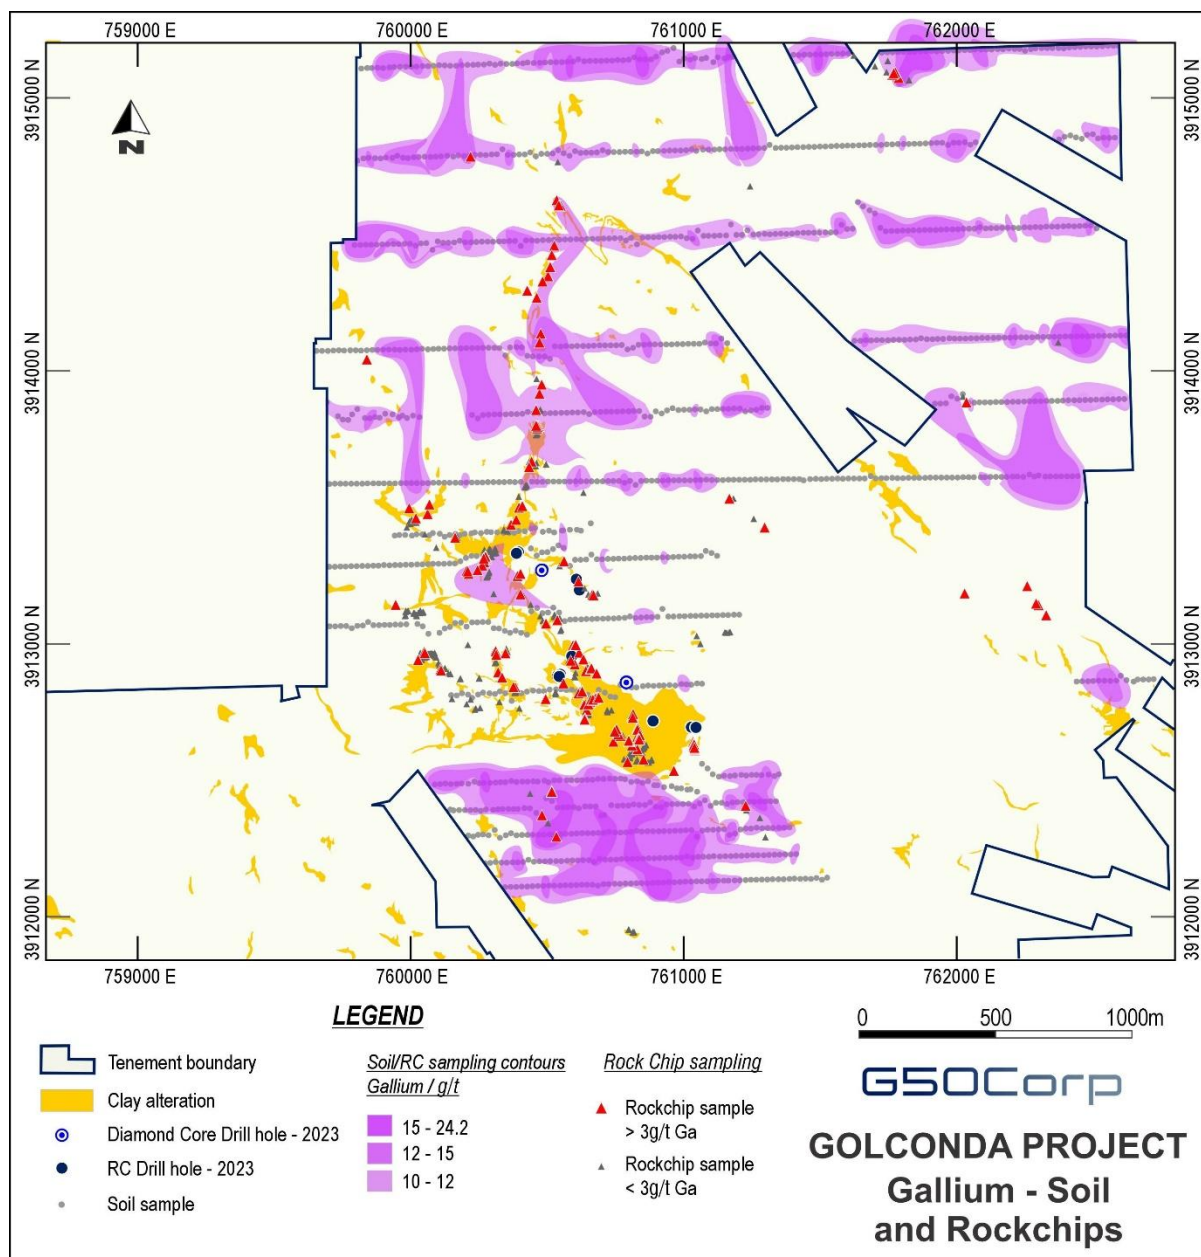 759000 E
760000 E
761000 E
762000 E
3915000 N
3915000 N
N
3914000 N
3914000 N
3913000 N
3913000 N
3912000 N
3912000 N
759000 E
760000 E
761000 E
762000 E
LEGEND
Tenement boundary
Clay alteration
Diamond Core Drill hole - 2023
RC Drill hole - 2023
Soil sample
Soil/RC sampling contours
Gallium / g/t
15 - 24.2
12 - 15
10 - 12
Rock Chip sampling
Rockchip sample
> 3g/t Ga
Rockchip sample
< 3g/t Ga
0 500 1000m
G50Corp
GOLCONDA PROJECT
Gallium - Soil
and Rockchips